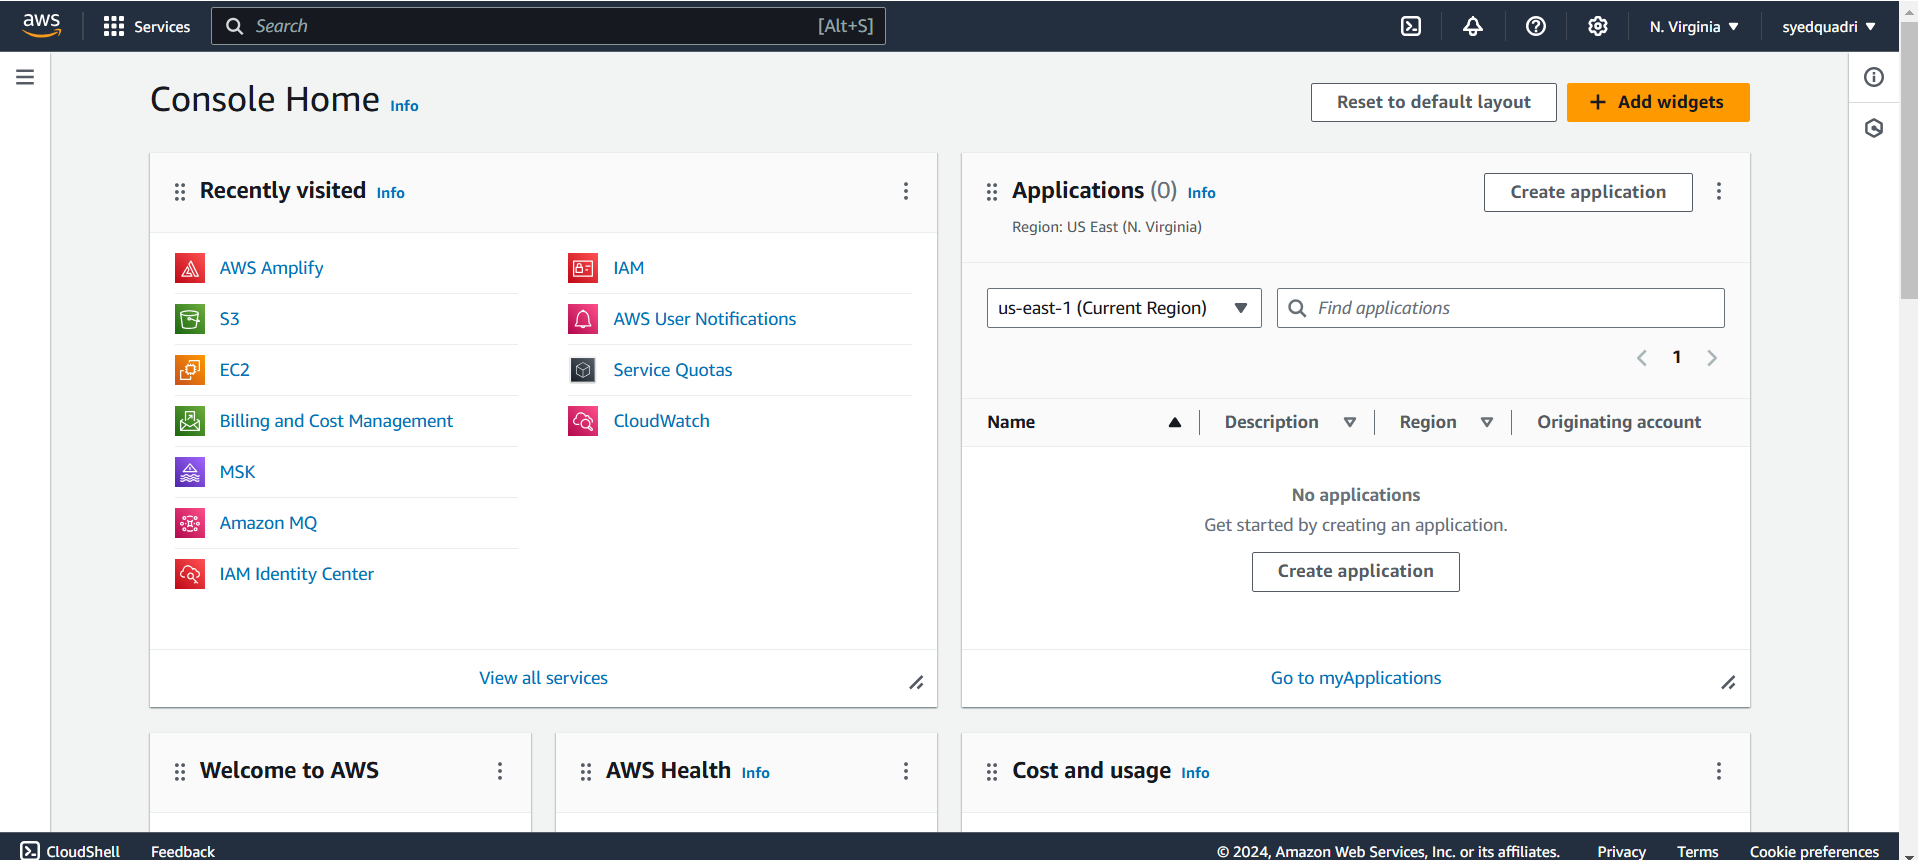 aws
Services
Search
[Alt+S]
N. Virginia
syedquadri
Console Home Info
Reset to default layout
Add widgets
Recently visited Info
AWS Amplify
S3
EC2
Billing and Cost Management
MSK
Amazon MQ
IAM Identity Center
IAM
AWS User Notifications
Service Quotas
CloudWatch
View all services
Applications (0) Info
Region: US East (N. Virginia)
Create application
us-east-1 (Current Region)
Find applications
1
Name
Description
Region
Originating account
No applications
Get started by creating an application.
Create application
Go to myApplications
Welcome to AWS
AWS Health Info
Cost and usage Info
CloudShell
Feedback
© 2024, Amazon Web Services, Inc. or its affiliates.
Privacy
Terms
Cookie preferences